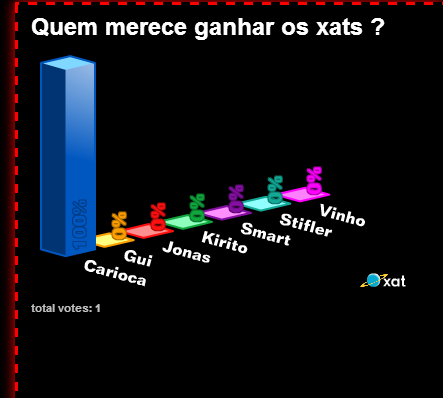 Quem merece ganhar os xats ?
100%
0%
0%
0%
0%
0%
0%
Carioca
Gui
Jonas
Kirito
Smart
Stifler
Vinho
xat
total votes: 1